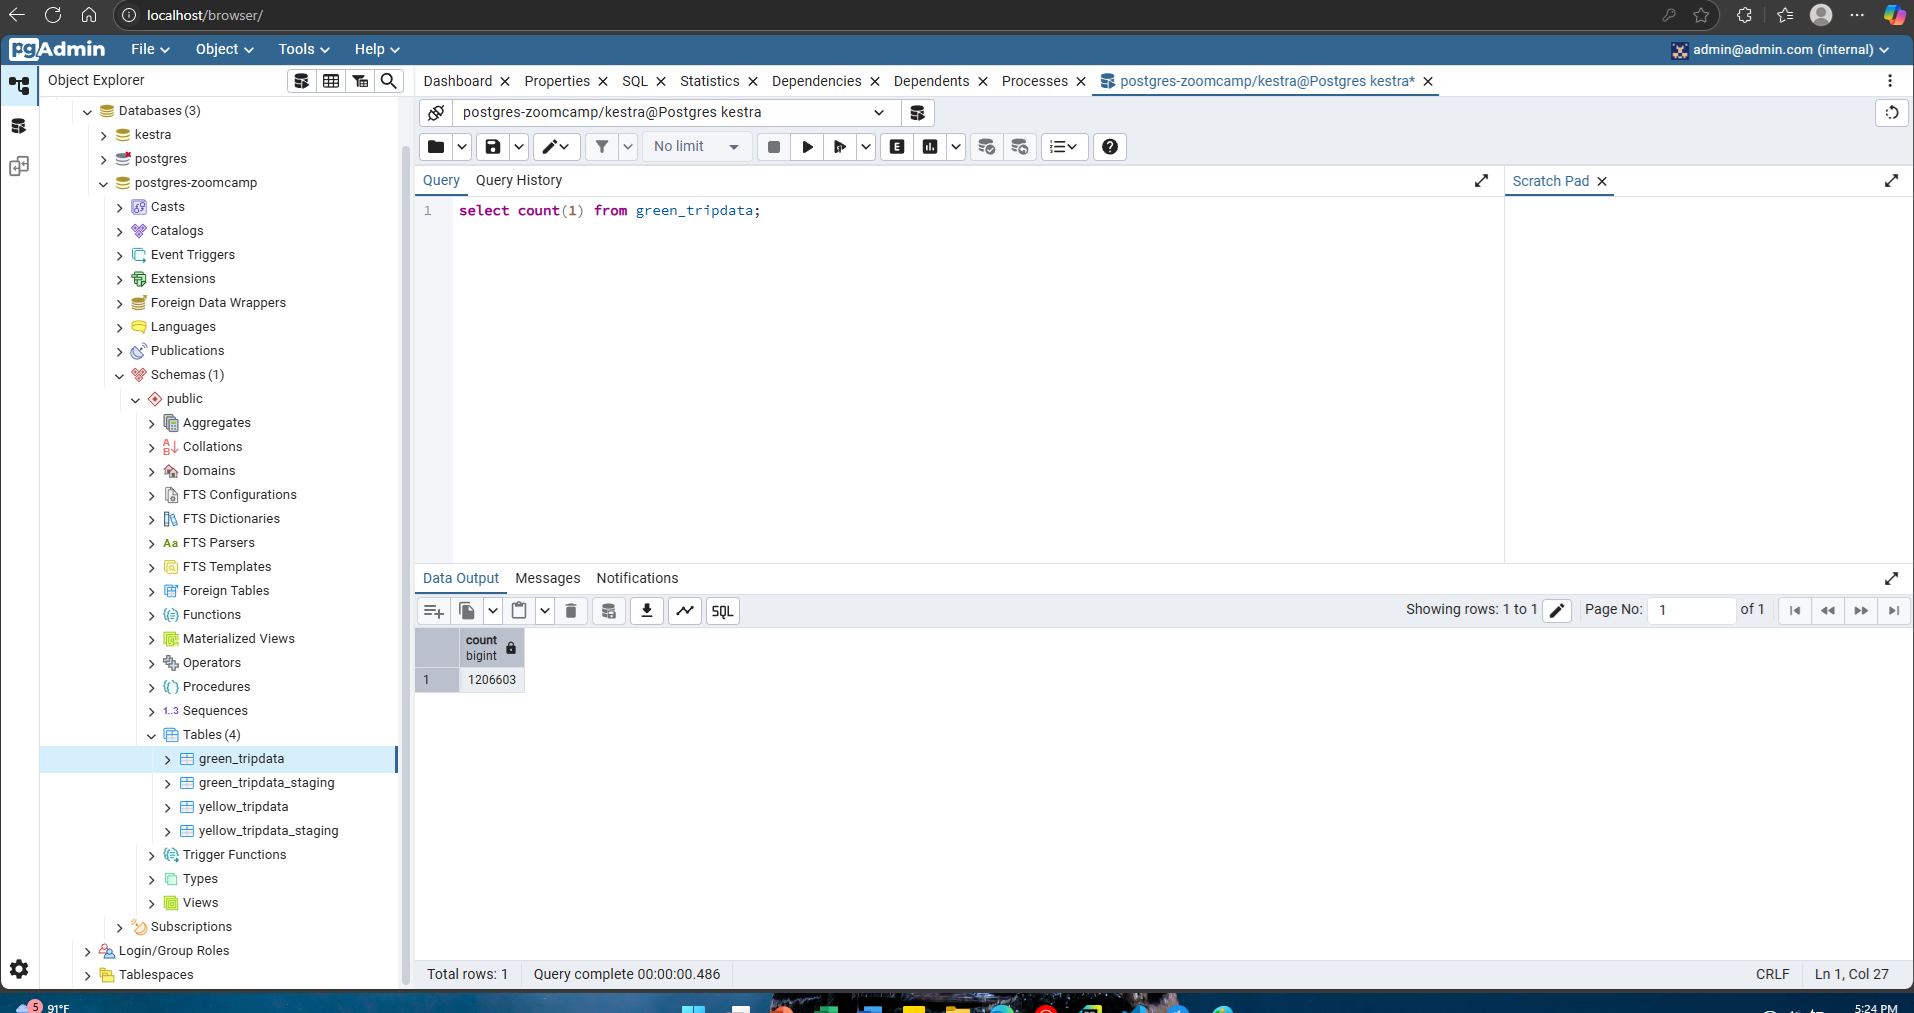 localhost/browser/
pgAdmin File Object Tools Help admin@admin.com (internal)
Object Explorer
Databases (3)
kestra
postgres
postgres-zoomcamp
Casts
Catalogs
Event Triggers
Extensions
Foreign Data Wrappers
Languages
Publications
Schemas (1)
public
Aggregates
Collations
Domains
FTS Configurations
FTS Dictionaries
Aa FTS Parsers
FTS Templates
Foreign Tables
Functions
Materialized Views
Operators
Procedures
1..3 Sequences
Tables (4)
green_tripdata
green_tripdata_staging
yellow_tripdata
yellow_tripdata_staging
Trigger Functions
Types
Views
Subscriptions
Login/Group Roles
Tablespaces
Dashboard Properties SQL Statistics Dependencies Dependents Processes postgres-zoomcamp/kestra@Postgres kestra*
postgres-zoomcamp/kestra@Postgres kestra
No limit E
Query Query History
1 select count(1) from green_tripdata;
Scratch Pad
Data Output Messages Notifications
SQL Showing rows: 1 to 1 Page No: 1 of 1
count
bigint
1 1206603
Total rows: 1 Query complete 00:00:00.486 CRLF Ln 1, Col 27
5 91°F 5:24 PM